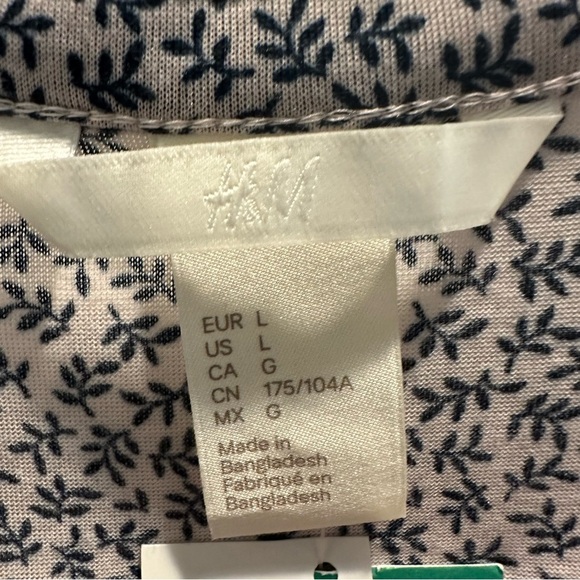 H&M
EUR L
US L
CA G
CN 175/104A
MX G
Made in
Bangladesh
Fabriqué en
Bangladesh